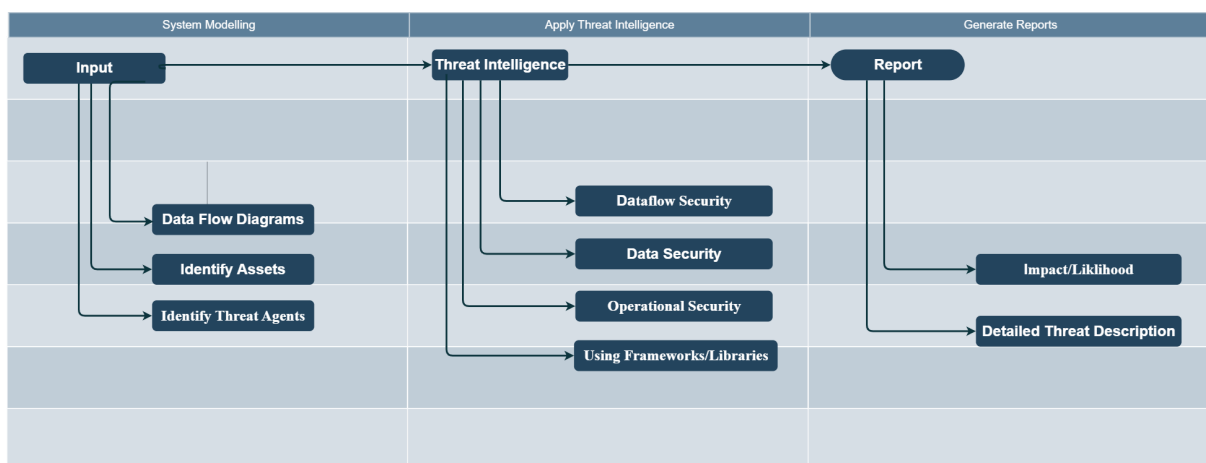 System Modelling
Apply Threat Intelligence
Generate Reports
Input
Threat Intelligence
Report
Data Flow Diagrams
Identify Assets
Identify Threat Agents
Dataflow Security
Data Security
Operational Security
Using Frameworks/Libraries
Impact/Liklihood
Detailed Threat Description